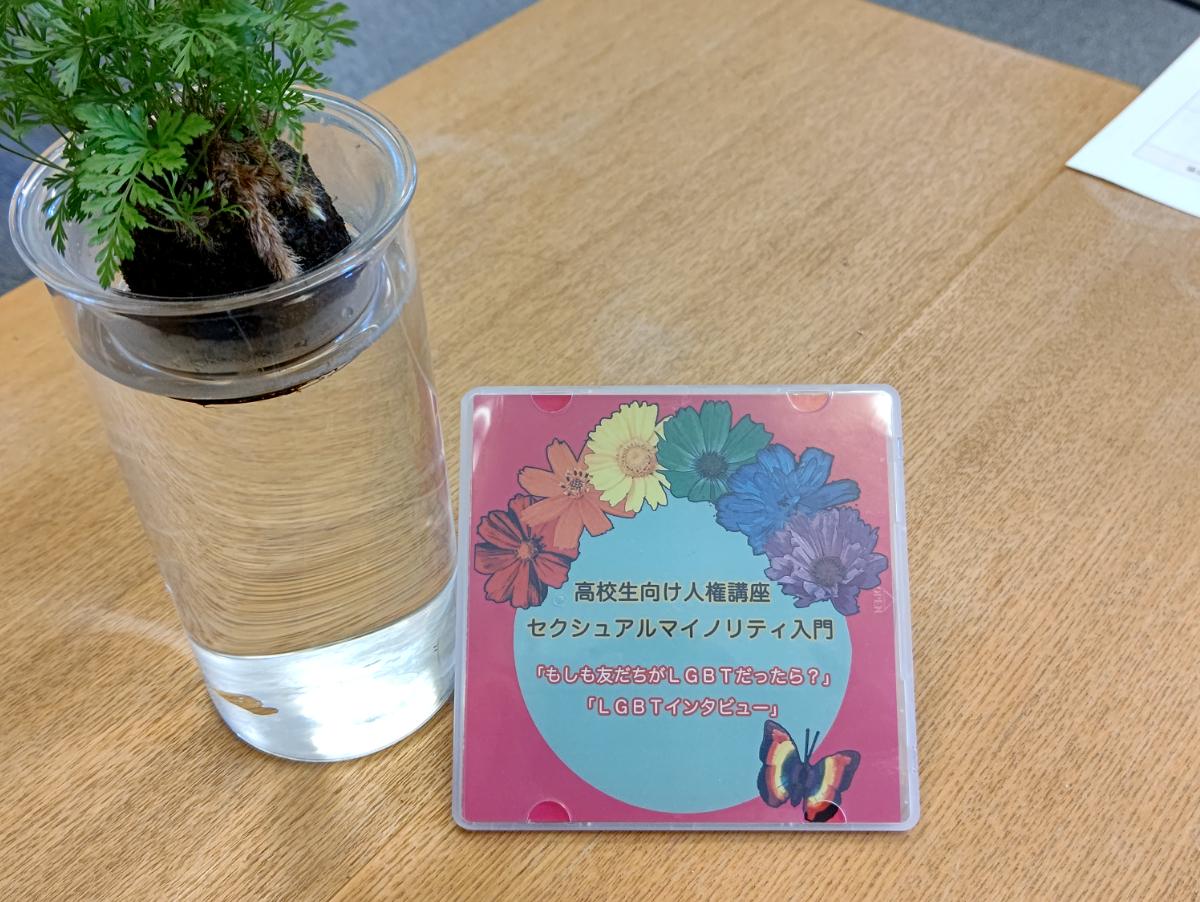 高校生向け人権講座
セクシュアルマイノリティ入門
「もしも友だちがLGBTだったら？」
「LGBTインタビュー」
OPEN